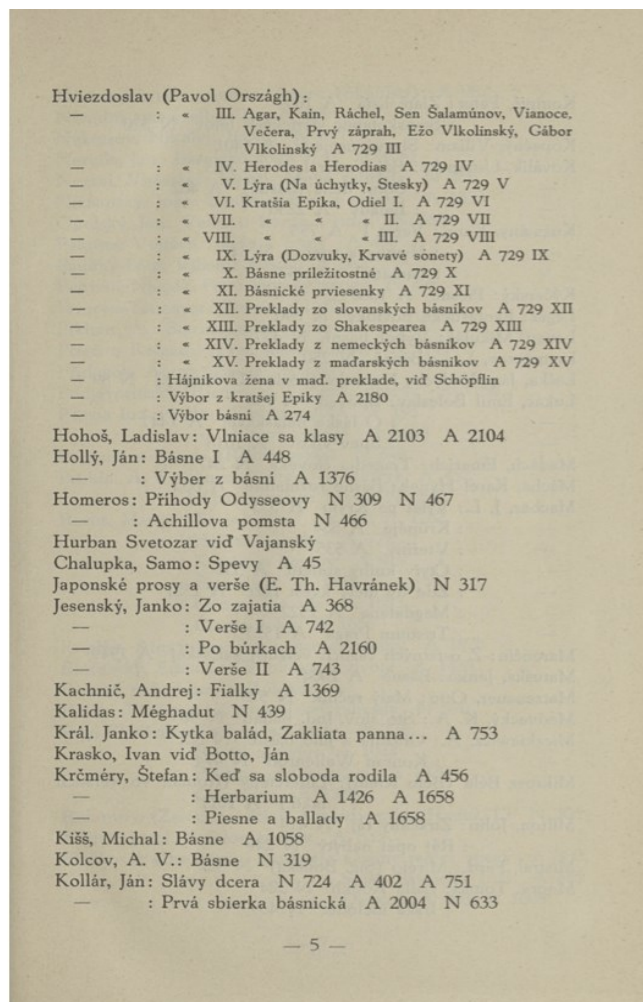 Hviezdoslav (Pavol Országh):
— : « III. Agar, Kain, Ráchel, Sen Šalamúnov, Vianoce,
Večera, Prvý záprah, Ežo Vlkolinský, Gábor
Vlkolinský A 729 III
— : « IV. Herodes a Herodias A 729 IV
— : « V. Lýra (Na úchytky, Stesky) A 729 V
— : « VI. Kratšia Epika, Odiel I. A 729 VI
— : « VII. « « « II. A 729 VII
— : « VIII. « « « III. A 729 VIII
— : « IX. Lýra (Dozvuky, Krvavé sonety) A 729 IX
— : « X. Básne priležitostné A 729 X
— : « XI. Básnické prviesenky A 729 XI
— : « XII. Preklady zo slovanských básnikov A 729 XII
— : « XIII. Preklady zo Shakespearea A 729 XIII
— : « XIV. Preklady z nemeckých básnikov A 729 XIV
— : « XV. Preklady z maďarských básnikov A 729 XV
— : Hájnikova žena v maď. preklade, viď Schöpflin
— : Výbor z kratšej Epiky A 2180
— : Výbor básni A 274
Hohoš, Ladislav: Vlniace sa klasy A 2103 A 2104
Hollý, Ján: Básne I A 448
— : Výber z básní A 1376
Homeros: Příhody Odysseovy N 309 N 467
— : Achillova pomsta N 466
Hurban Svetozar viď Vajanský
Chalupka, Samo: Spevy A 45
Japonské prosy a verše (E. Th. Havránek) N 317
Jesenský, Janko: Zo zajatia A 368
— : Verše I A 742
— : Po búrkach A 2160
— : Verše II A 743
Kachnič, Andrej: Fialky A 1369
Kalidas: Méghadut N 439
Král. Janko: Kytka balád, Zakliata panna... A 753
Krasko, Ivan viď Botto, Ján
Krčméry, Štefan: Keď sa sloboda rodila A 456
— : Herbarium A 1426 A 1658
— : Piesne a ballady A 1658
Kišš, Michal: Básne A 1058
Kolcov, A. V.: Básne N 319
Kollár, Ján: Slávy dcera N 724 A 402 A 751
— : Prvá sbierka básnická A 2004 N 633
— 5 —